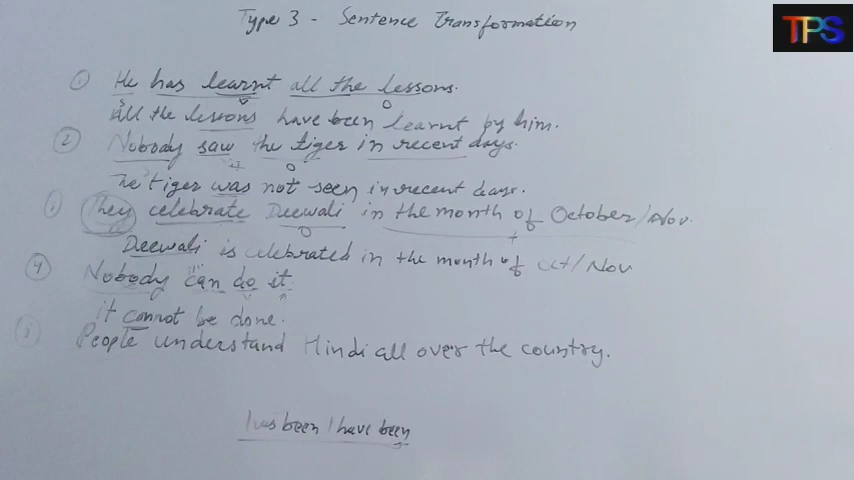 Type 3 - Sentence Transformation
TPS
① He has learnt all the lessons.
All the lessons have been learnt by him.
② Nobody saw the tiger in recent days.
The tiger was not seen in recent days.
They celebrate Deewali in the month of October/Nov.
Deewali is celebrated in the month of Oct/Nov
④ Nobody can do it.
it cannot be done.
People understand Hindi all over the country.
has been / have been